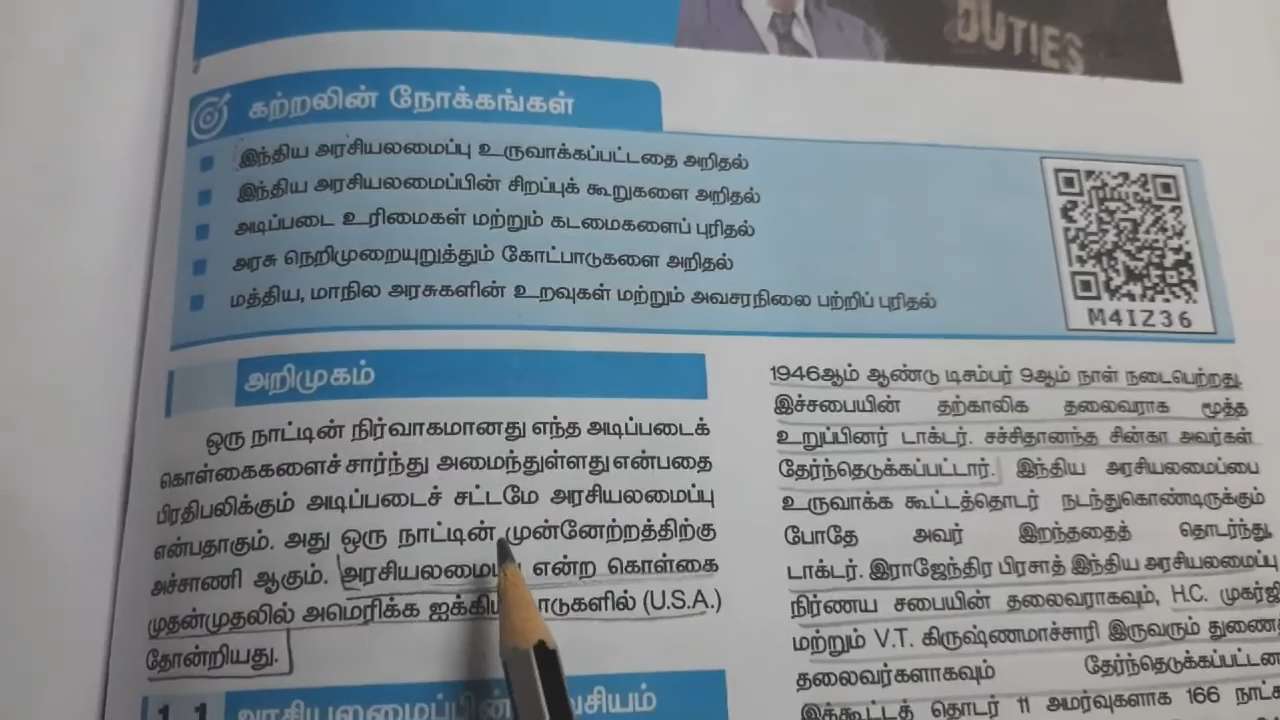 DUTIES
கற்றலின் நோக்கங்கள்
இந்திய அரசியலமைப்பு உருவாக்கப்பட்டதை அறிதல்
இந்திய அரசியலமைப்பின் சிறப்புக் கூறுகளை அறிதல்
அடிப்படை உரிமைகள் மற்றும் கடமைகளைப் புரிதல்
அரசு நெறிமுறையுறுத்தும் கோட்பாடுகளை அறிதல்
மத்திய, மாநில அரசுகளின் உறவுகள் மற்றும் அவசரநிலை பற்றிப் புரிதல்
M4IZ36
அறிமுகம்
ஒரு நாட்டின் நிர்வாகமானது எந்த அடிப்படைக்
கொள்கைகளைச் சார்ந்து அமைந்துள்ளது என்பதை
பிரதிபலிக்கும் அடிப்படைச் சட்டமே அரசியலமைப்பு
என்பதாகும். அது ஒரு நாட்டின் முன்னேற்றத்திற்கு
அச்சாணி ஆகும். என்ற கொள்கை
முதன்முதலில் அமெரிக்க (U.S.A.)
தோன்றியது.
1.1 அரசியலமைப்பின்
1946ஆம் ஆண்டு டிசம்பர் 9ஆம் நாள் நடைபெற்றது.
இச்சபையின் தற்காலிக தலைவராக மூத்த
உறுப்பினர் டாக்டர். சச்சிதானந்த சின்கா அவர்கள்
தேர்ந்தெடுக்கப்பட்டார். இந்திய அரசியலமைப்பை
உருவாக்க கூட்டத்தொடர் நடந்துகொண்டிருக்கும்
போதே அவர் இறந்ததைத் தொடர்ந்து,
டாக்டர். இராஜேந்திர பிரசாத் இந்திய அரசியலமைப்பு
நிர்ணய சபையின் தலைவராகவும், H.C. முகர்ஜி
மற்றும் V.T. கிருஷ்ணமாச்சாரி இருவரும் துணைத்
தலைவர்களாகவும்
இக்கூட்டத் தொடர் 11 அமர்வுகளாக 166